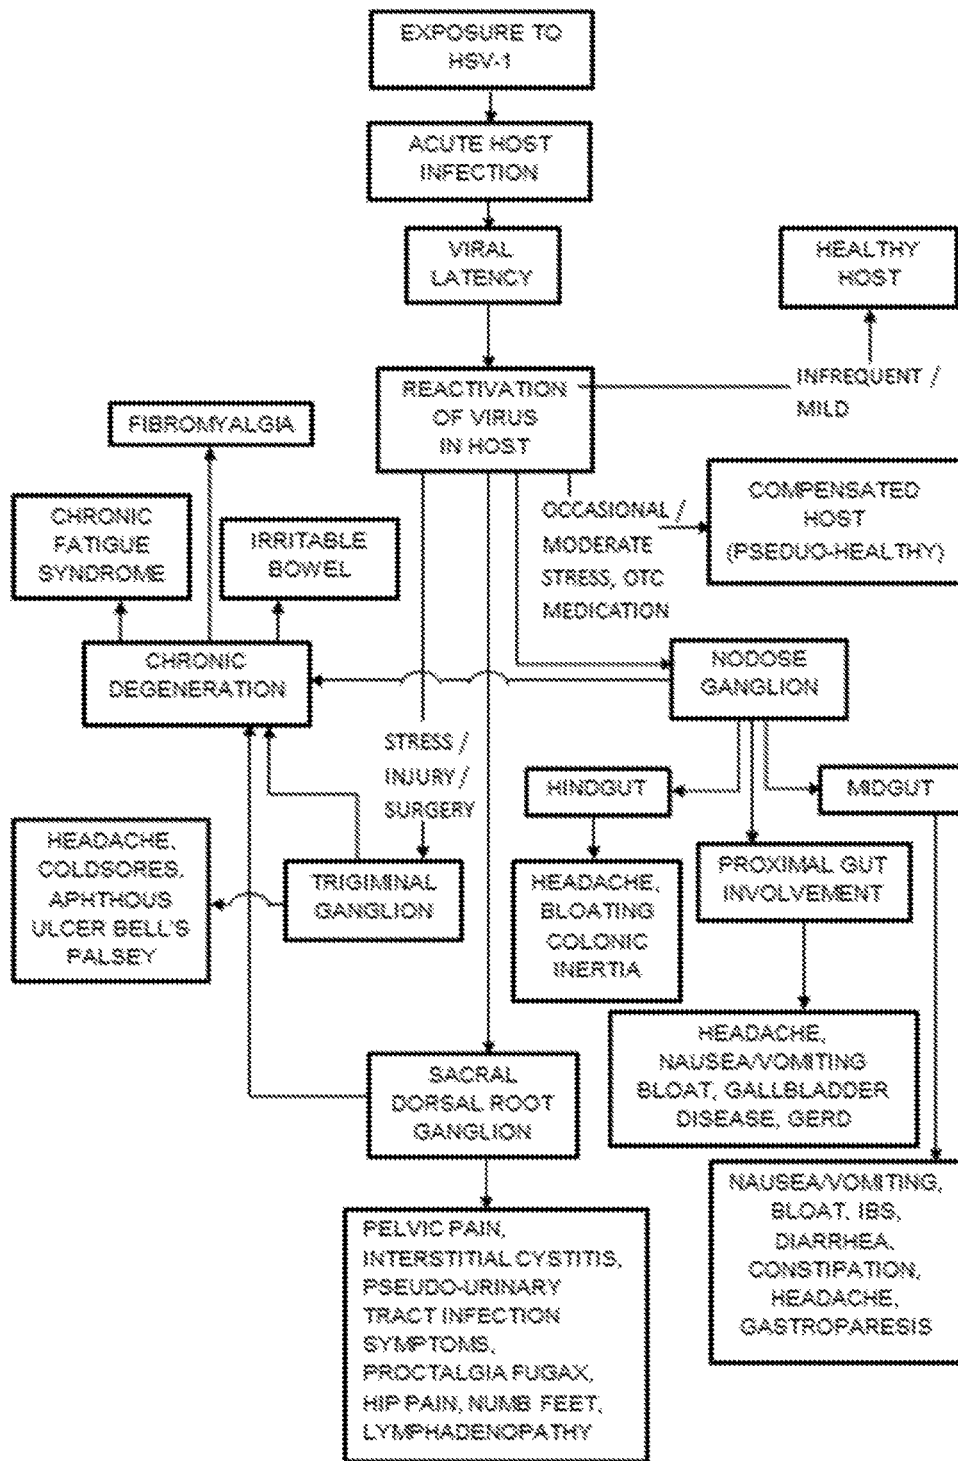 EXPOSURE TO
HSV-1
ACUTE HOST
INFECTION
VIRAL
LATENCY
HEALTHY
HOST
REACTIVATION
OF VIRUS
IN HOST
INFREQUENT /
MILD
FIBROMYALGIA
CHRONIC
FATIGUE
SYNDROME
IRRITABLE
BOWEL
OCCASIONAL /
MODERATE
STRESS, OTC
MEDICATION
COMPENSATED
HOST
(PSEDUO-HEALTHY)
CHRONIC
DEGENERATION
NODOSE
GANGLION
STRESS /
INJURY /
SURGERY
HINDGUT
MIDGUT
HEADACHE,
COLDSORES,
APHTHOUS
ULCER BELL'S
PALSEY
TRIGIMINAL
GANGLION
HEADACHE,
BLOATING
COLONIC
INERTIA
PROXIMAL GUT
INVOLVEMENT
HEADACHE,
NAUSEA/VOMITING
BLOAT, GALLBLADDER
DISEASE, GERD
SACRAL
DORSAL ROOT
GANGLION
NAUSEA/VOMITING,
BLOAT, IBS,
DIARRHEA,
CONSTIPATION,
HEADACHE,
GASTROPARESIS
PELVIC PAIN,
INTERSTITIAL CYSTITIS,
PSEUDO-URINARY
TRACT INFECTION
SYMPTOMS,
PROCTALGIA FUGAX,
HIP PAIN, NUMB FEET,
LYMPHADENOPATHY